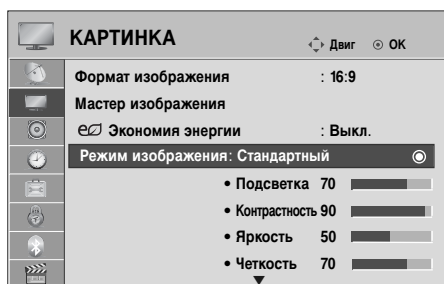 КАРТИНКА
Двиг ОК
Формат изображения : 16:9
Мастер изображения
Экономия энергии : Выкл.
Режим изображения: Стандартный
• Подсветка 70
• Контрастность 90
• Яркость 50
• Четкость 70